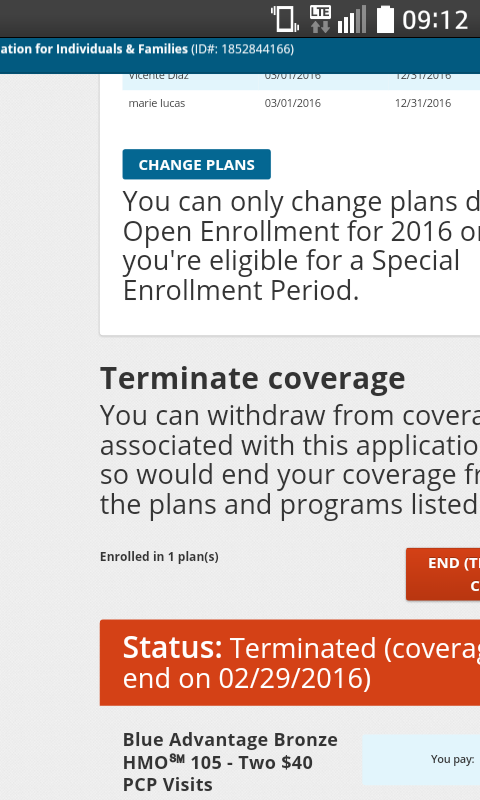 LTE 09:12
ation for Individuals & Families (ID#: 1852844166)
Vicente Diaz 03/01/2016 12/31/2016
marie lucas 03/01/2016 12/31/2016
CHANGE PLANS
You can only change plans d
Open Enrollment for 2016 or
you're eligible for a Special
Enrollment Period.
Terminate coverage
You can withdraw from covera
associated with this applicatio
so would end your coverage fr
the plans and programs listed
Enrolled in 1 plan(s)
END (TE
C
Status: Terminated (coverag
end on 02/29/2016)
Blue Advantage Bronze
HMO℠ 105 - Two $40
PCP Visits
You pay: